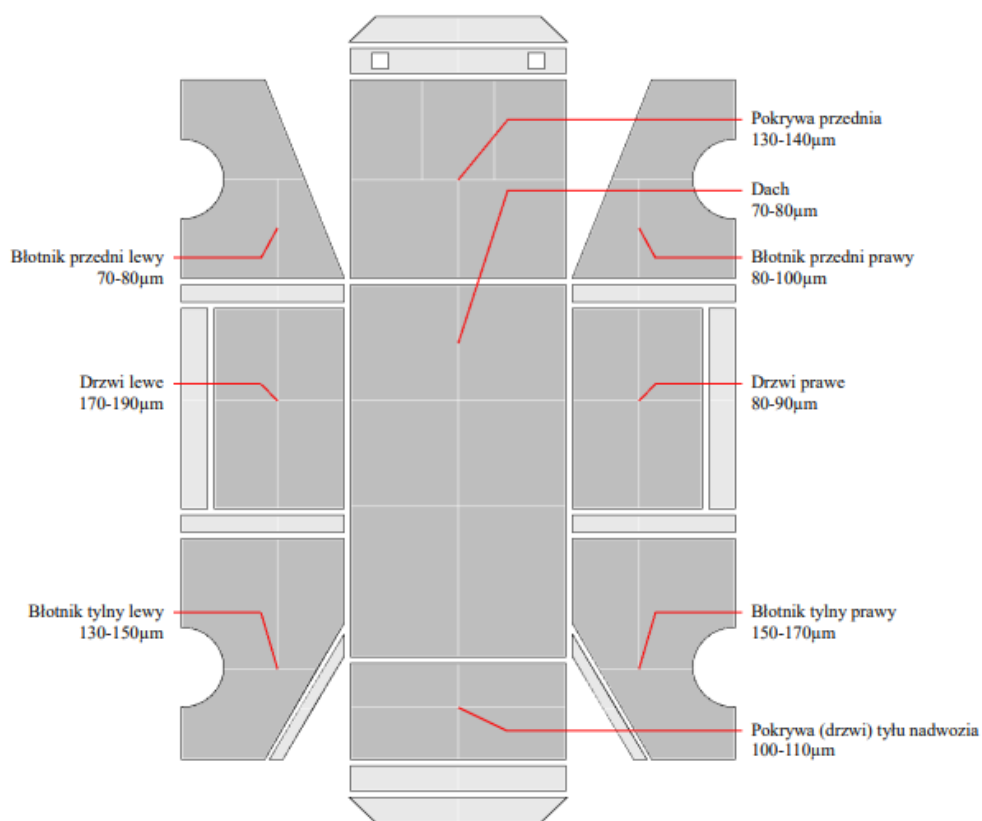 Pokrywa przednia
130-140µm
Dach
70-80µm
Błotnik przedni lewy
70-80µm
Błotnik przedni prawy
80-100µm
Drzwi lewe
170-190µm
Drzwi prawe
80-90µm
Błotnik tylny lewy
130-150µm
Błotnik tylny prawy
150-170µm
Pokrywa (drzwi) tyłu nadwozia
100-110µm